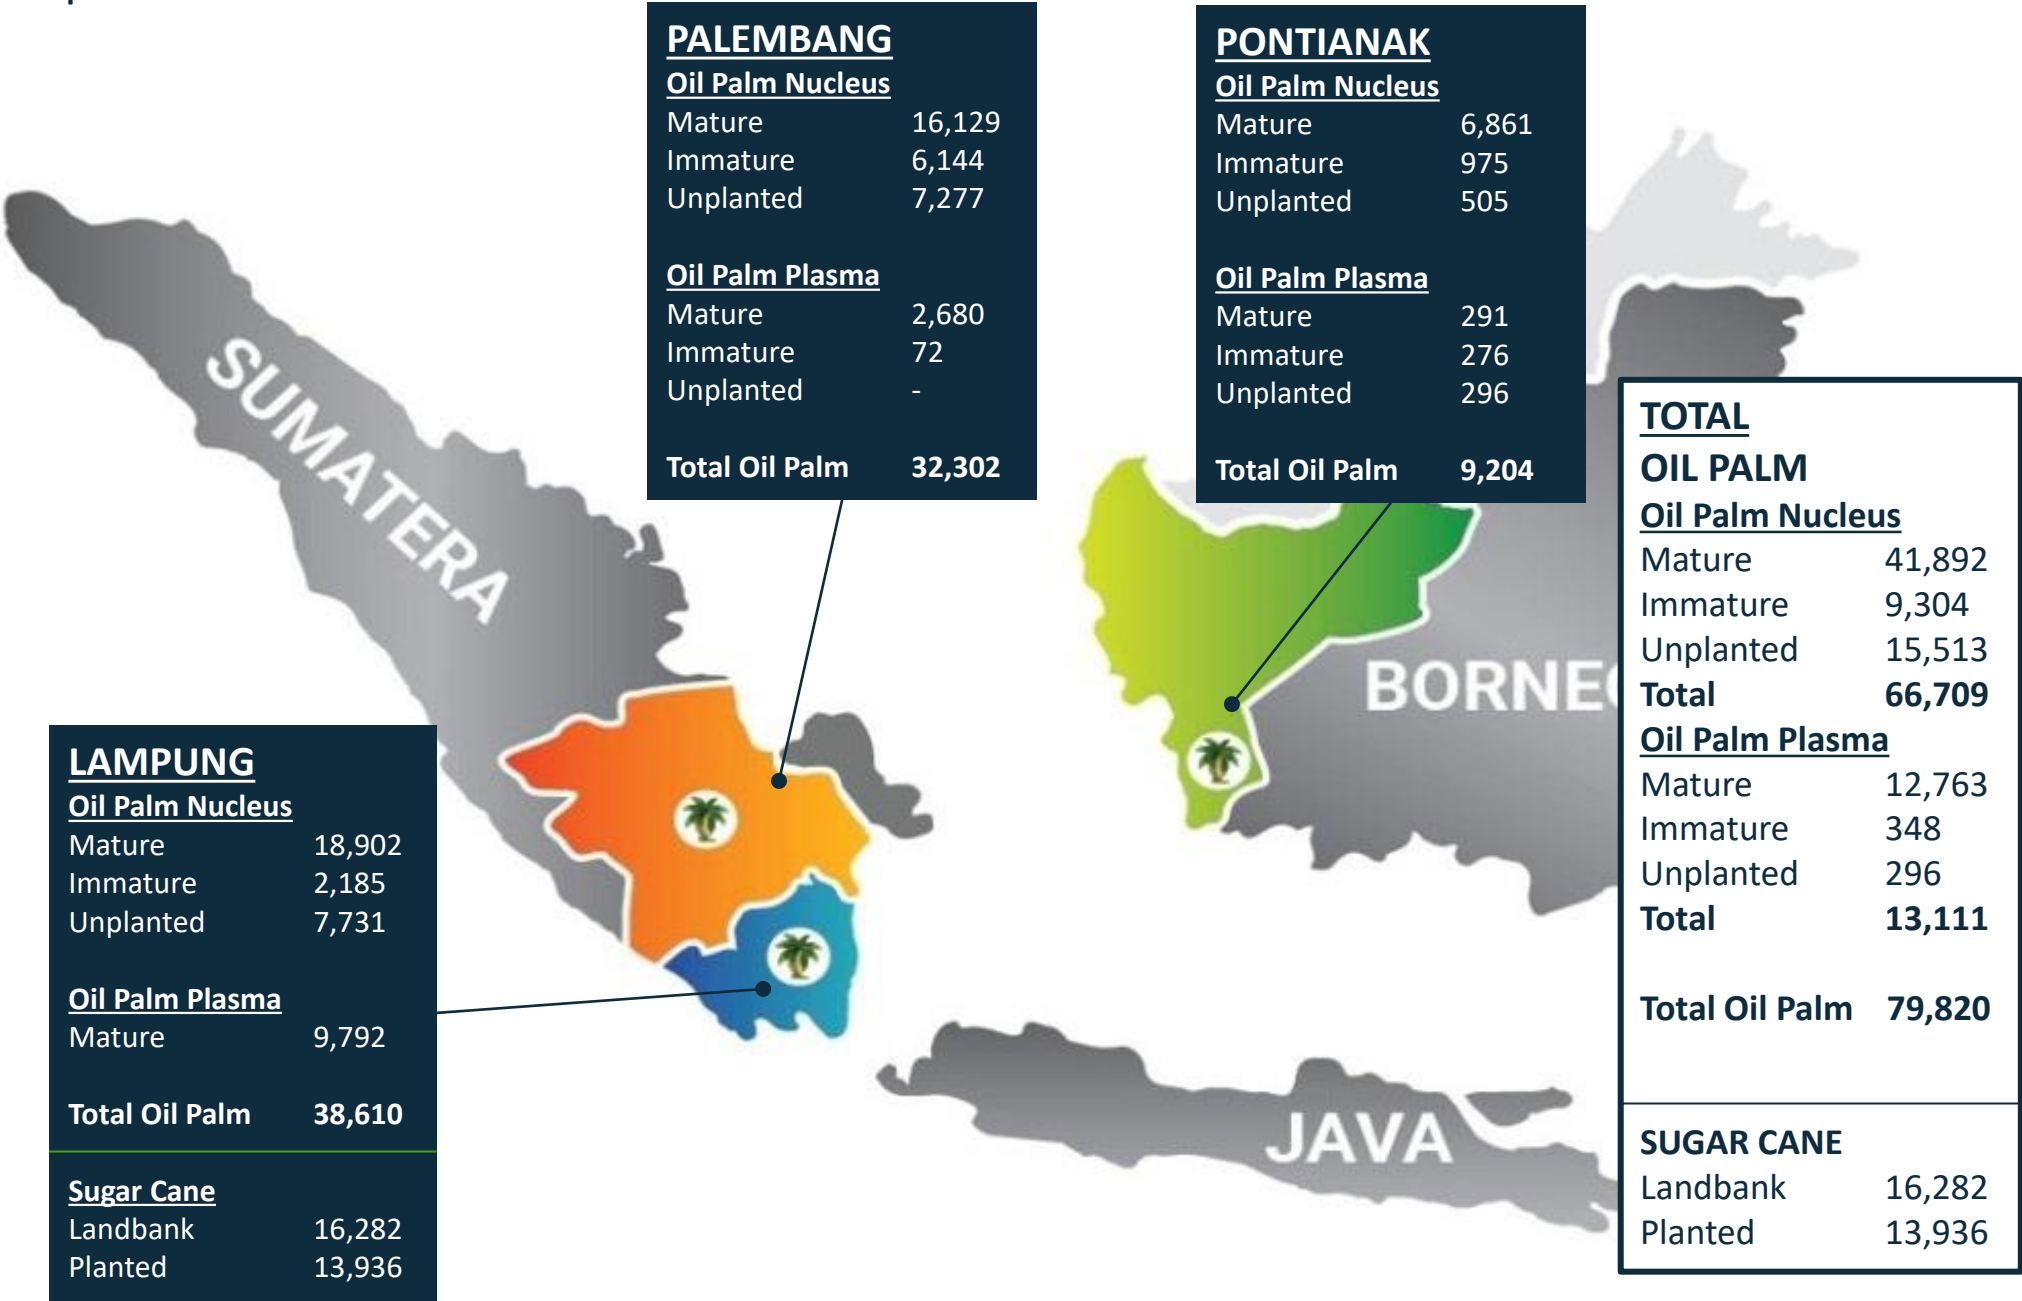 PALEMBANG
Oil Palm Nucleus
Mature 16,129
Immature 6,144
Unplanted 7,277
Oil Palm Plasma
Mature 2,680
Immature 72
Unplanted -
Total Oil Palm 32,302
PONTIANAK
Oil Palm Nucleus
Mature 6,861
Immature 975
Unplanted 505
Oil Palm Plasma
Mature 291
Immature 276
Unplanted 296
Total Oil Palm 9,204
SUMATERA
BORNE
JAVA
LAMPUNG
Oil Palm Nucleus
Mature 18,902
Immature 2,185
Unplanted 7,731
Oil Palm Plasma
Mature 9,792
Total Oil Palm 38,610
Sugar Cane
Landbank 16,282
Planted 13,936
TOTAL
OIL PALM
Oil Palm Nucleus
Mature 41,892
Immature 9,304
Unplanted 15,513
Total 66,709
Oil Palm Plasma
Mature 12,763
Immature 348
Unplanted 296
Total 13,111
Total Oil Palm 79,820
SUGAR CANE
Landbank 16,282
Planted 13,936